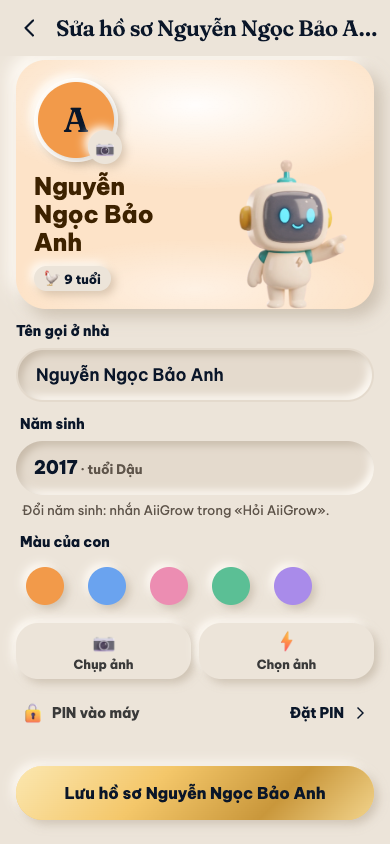 Sửa hồ sơ Nguyễn Ngọc Bảo A...
A
Nguyễn
Ngọc Bảo
Anh
9 tuổi
Tên gọi ở nhà
Nguyễn Ngọc Bảo Anh
Năm sinh
2017 · tuổi Dậu
Đổi năm sinh: nhắn AiiGrow trong «Hỏi AiiGrow».
Màu của con
Chụp ảnh
Chọn ảnh
PIN vào máy
Đặt PIN
Lưu hồ sơ Nguyễn Ngọc Bảo Anh